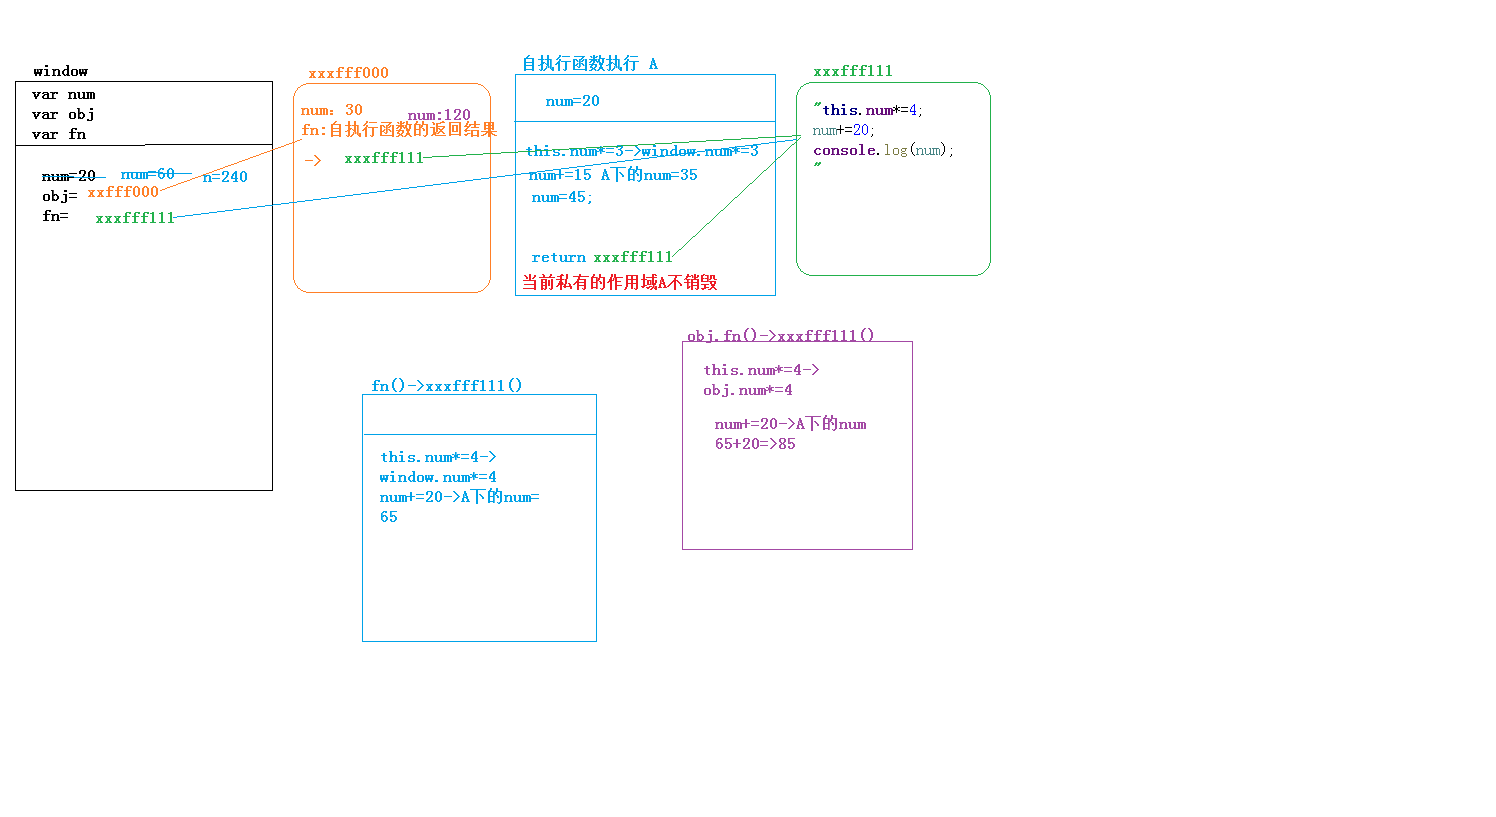 window
var num
var obj
var fn
num=20 num=60 n=240
obj= xxfff000
fn= xxxfff111
xxxfff000
num: 30 num:120
fn:自执行函数的返回结果
-> xxxfff111
自执行函数执行 A
num=20
this.num*=3->window.num*=3
num+=15 A下的num=35
num=45;
return xxxfff111
当前私有的作用域A不销毁
xxxfff111
"this.num*=4;
num+=20;
console.log(num);
"
fn()->xxxfff111()
this.num*=4->
window.num*=4
num+=20->A下的num=
65
obj.fn()->xxxfff111()
this.num*=4->
obj.num*=4
num+=20->A下的num
65+20=>85